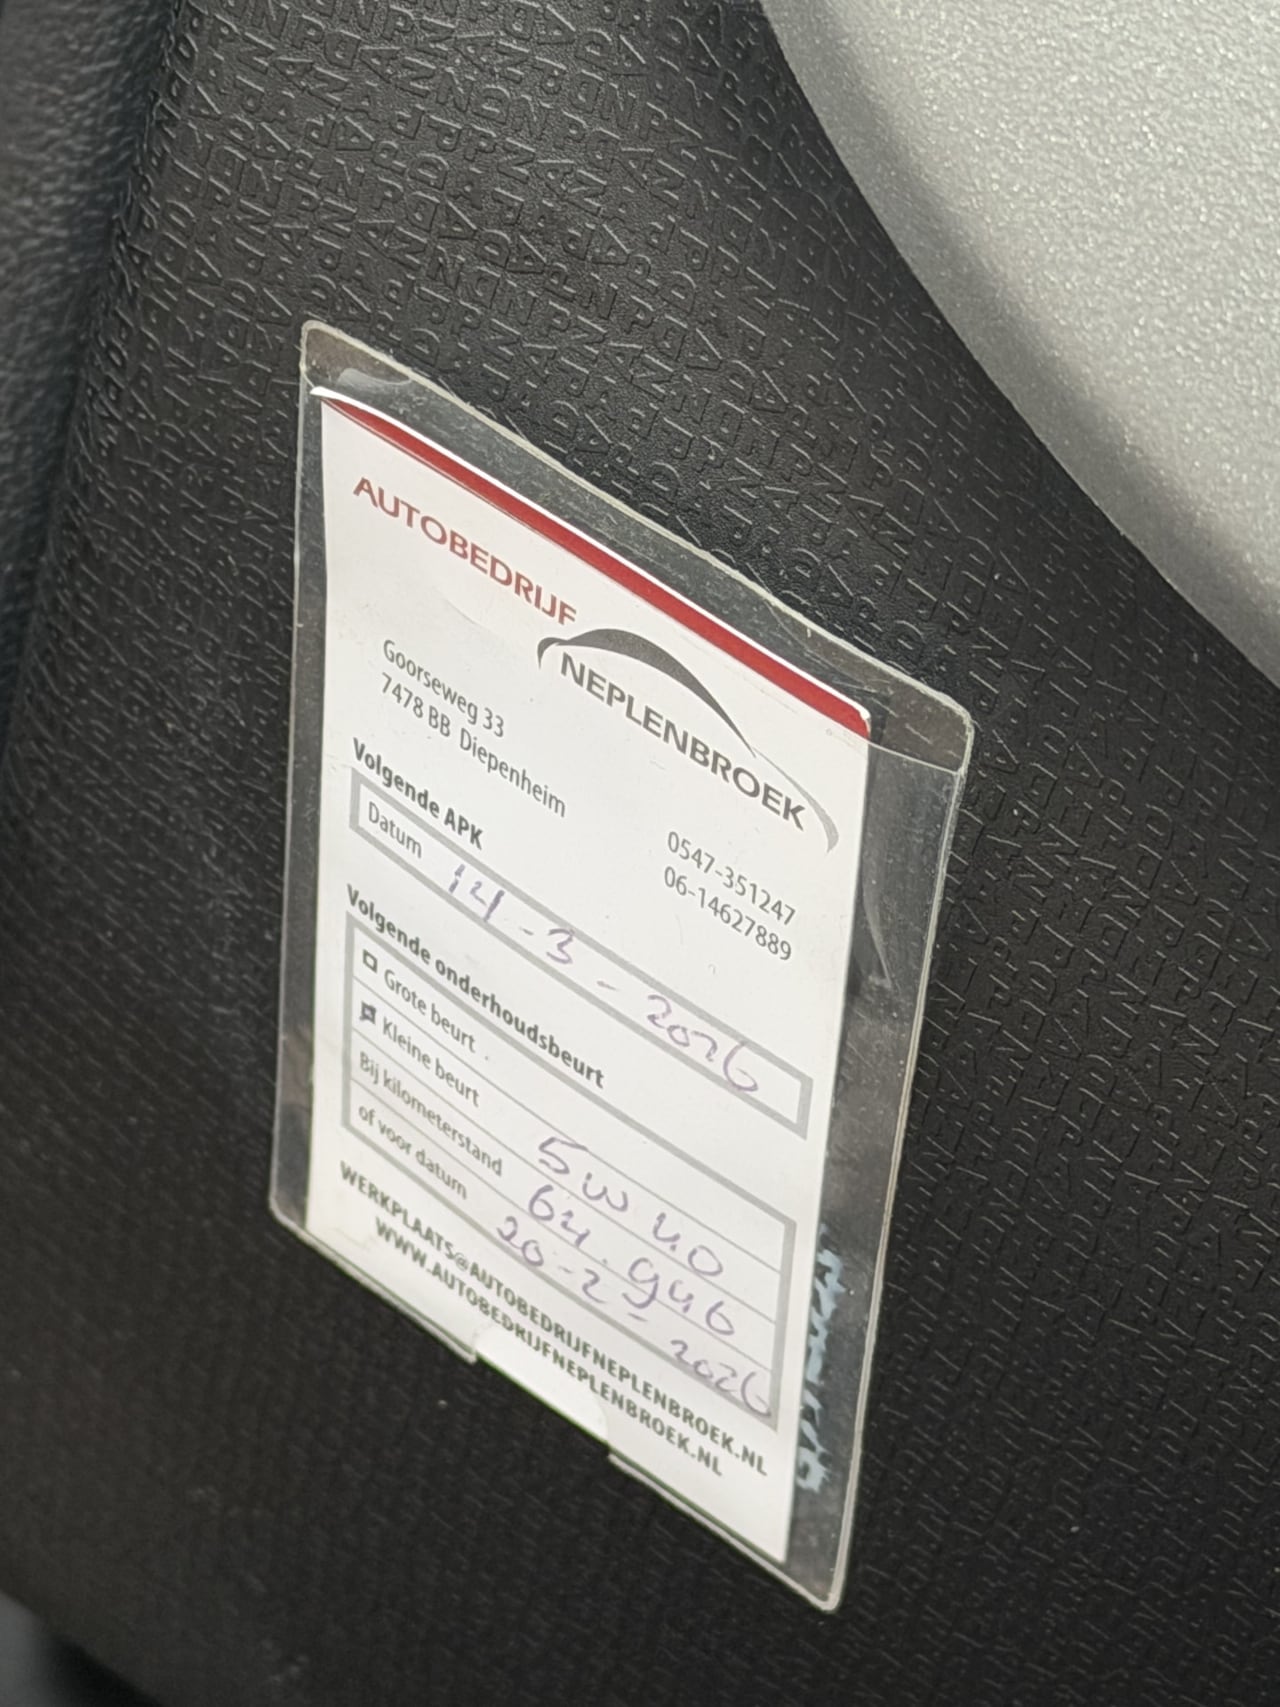 AUTOBEDRIJF
NEPLENBROEK
Goorseweg 33
7478 BB Diepenheim
0547-351247
06-14627889
Volgende APK
Datum 14-3-2026
Volgende onderhoudsbeurt
Grote beurt
Kleine beurt 5w40
Bij kilometerstand 64.946
of voor datum 20-2-2026
WERKPLAATS@AUTOBEDRIJFNEPLENBROEK.NL
WWW.AUTOBEDRIJFNEPLENBROEK.NL